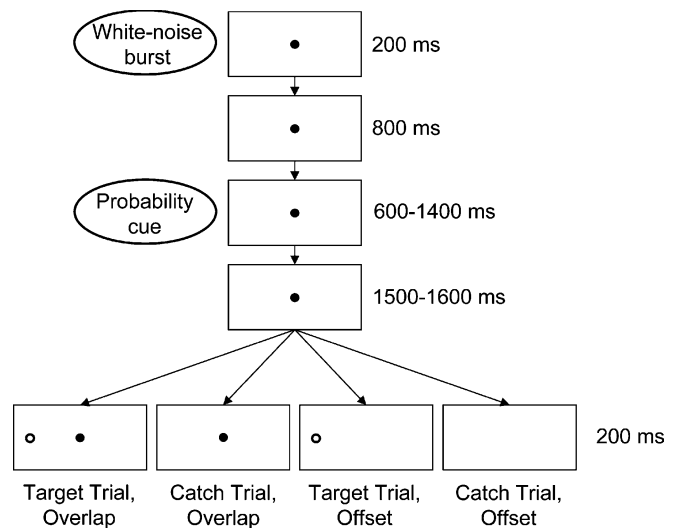 White-noise
burst
200 ms
800 ms
Probability
cue
600-1400 ms
1500-1600 ms
200 ms
Target Trial,
Overlap
Catch Trial,
Overlap
Target Trial,
Offset
Catch Trial,
Offset